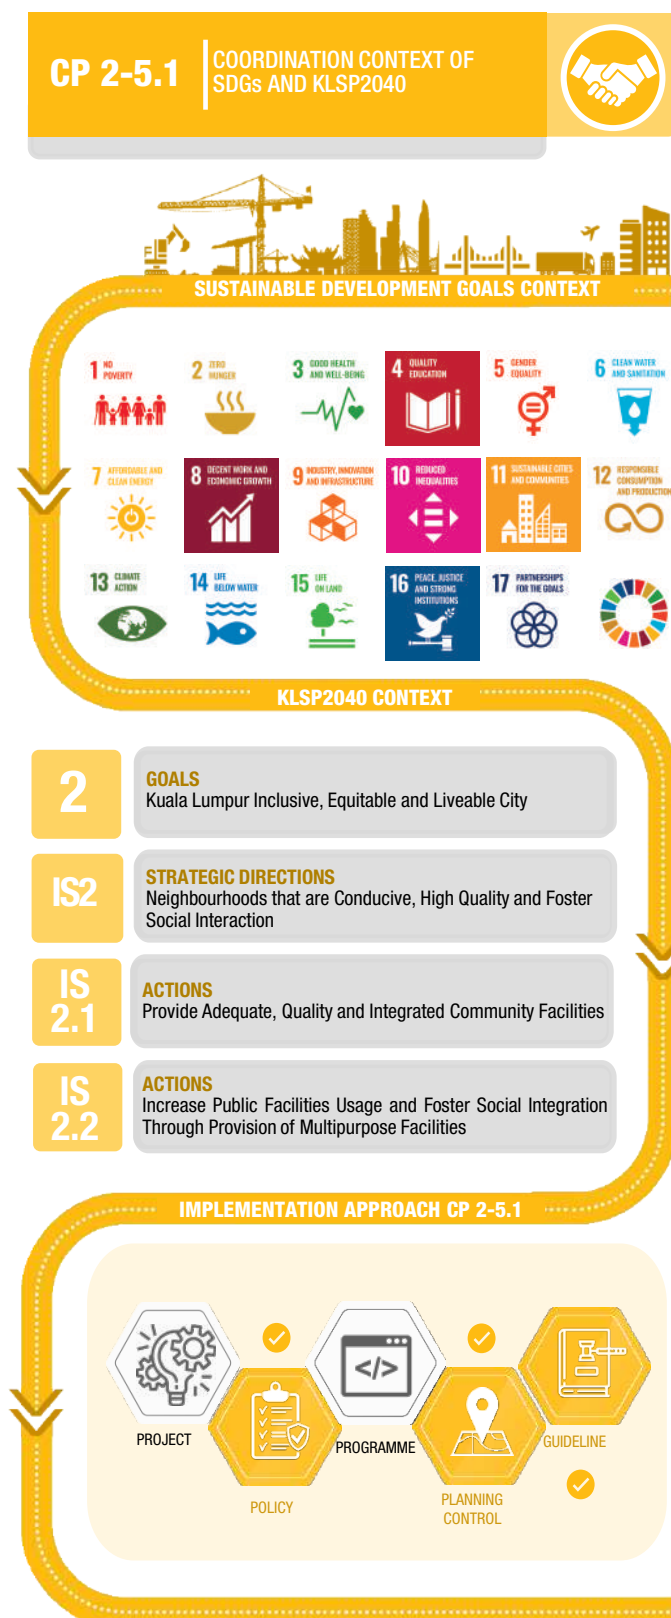 CP 2-5.1
COORDINATION CONTEXT OF
SDGs AND KLSP2040
SUSTAINABLE DEVELOPMENT GOALS CONTEXT
1 NO
POVERTY
2 ZERO
HUNGER
3 GOOD HEALTH
AND WELL-BEING
4 QUALITY
EDUCATION
5 GENDER
EQUALITY
6 CLEAN WATER
AND SANITATION
7 AFFORDABLE AND
CLEAN ENERGY
8 DECENT WORK AND
ECONOMIC GROWTH
9 INDUSTRY, INNOVATION
AND INFRASTRUCTURE
10 REDUCED
INEQUALITIES
11 SUSTAINABLE CITIES
AND COMMUNITIES
12 RESPONSIBLE
CONSUMPTION
AND PRODUCTION
13 CLIMATE
ACTION
14 LIFE
BELOW WATER
15 LIFE
ON LAND
16 PEACE, JUSTICE
AND STRONG
INSTITUTIONS
17 PARTNERSHIPS
FOR THE GOALS
KLSP2040 CONTEXT
2
GOALS
Kuala Lumpur Inclusive, Equitable and Liveable City
IS2
STRATEGIC DIRECTIONS
Neighbourhoods that are Conducive, High Quality and Foster
Social Interaction
IS
2.1
ACTIONS
Provide Adequate, Quality and Integrated Community Facilities
IS
2.2
ACTIONS
Increase Public Facilities Usage and Foster Social Integration
Through Provision of Multipurpose Facilities
IMPLEMENTATION APPROACH CP 2-5.1
</>
PROJECT
POLICY
PROGRAMME
PLANNING
CONTROL
GUIDELINE